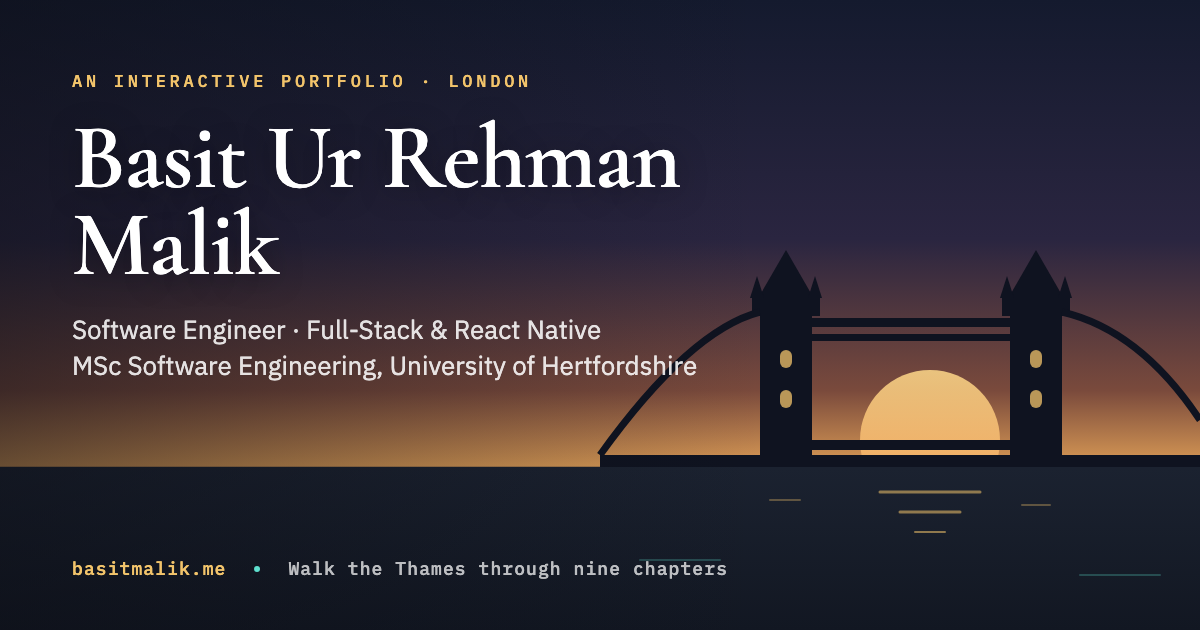 AN INTERACTIVE PORTFOLIO · LONDON
Basit Ur Rehman
Malik
Software Engineer · Full-Stack & React Native
MSc Software Engineering, University of Hertfordshire
basitmalik.me • Walk the Thames through nine chapters